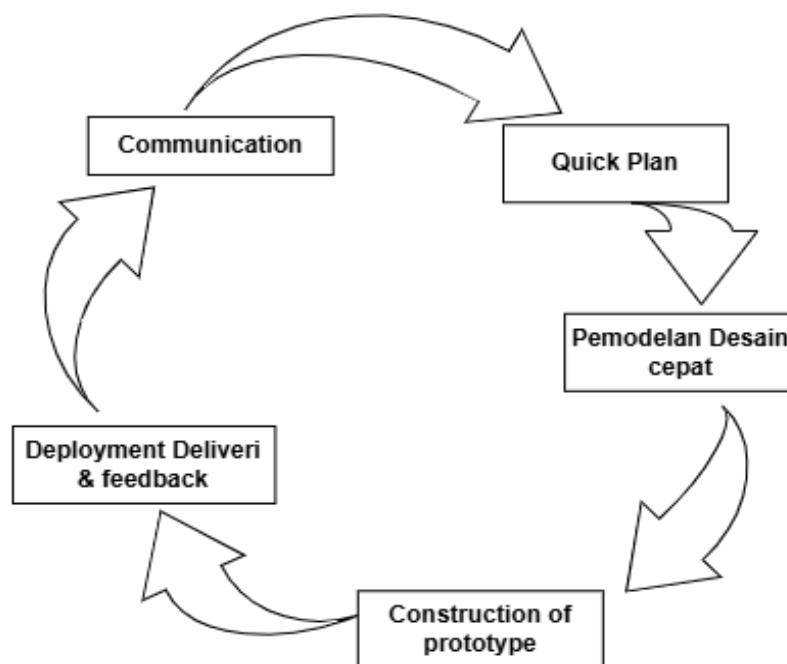 Communication
Quick Plan
Pemodelan Desain
cepat
Construction of
prototype
Deployment Deliveri
& feedback